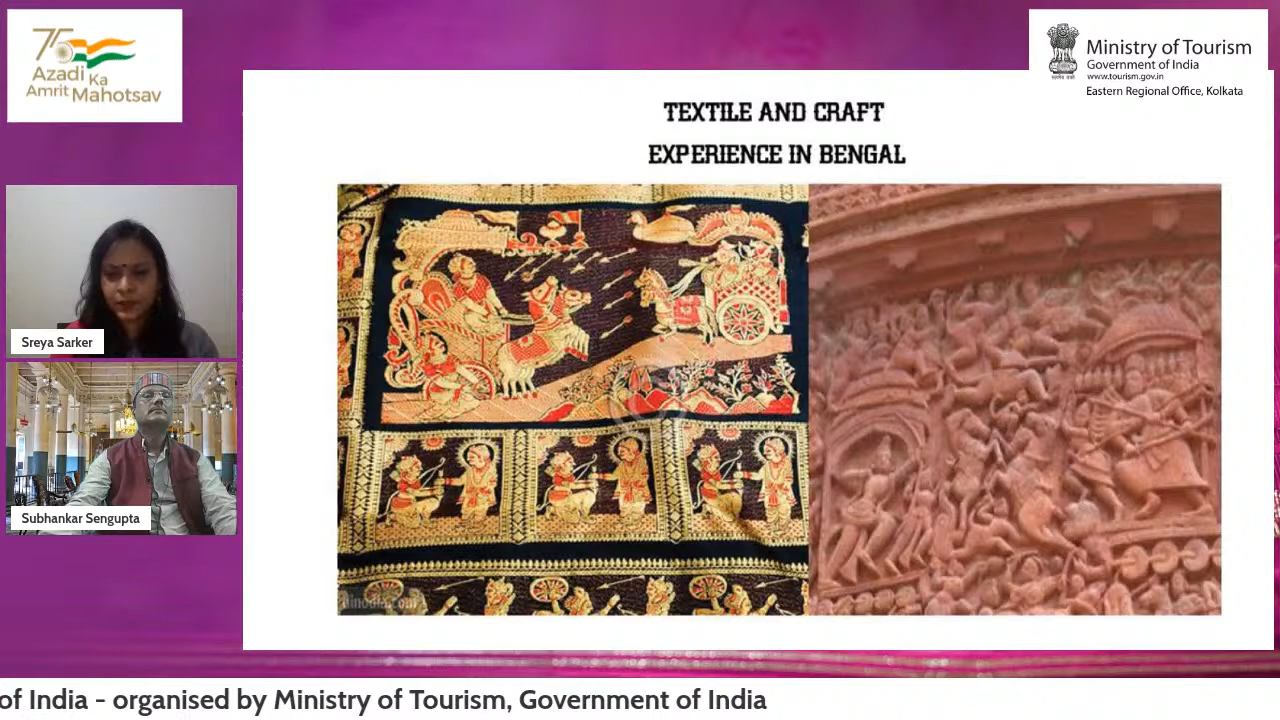 75
Azadi Ka
Amrit Mahotsav
Ministry of Tourism
Government of India
www.tourism.gov.in
Eastern Regional Office, Kolkata
TEXTILE AND CRAFT
EXPERIENCE IN BENGAL
Sreya Sarker
Subhankar Sengupta
of India - organised by Ministry of Tourism, Government of India